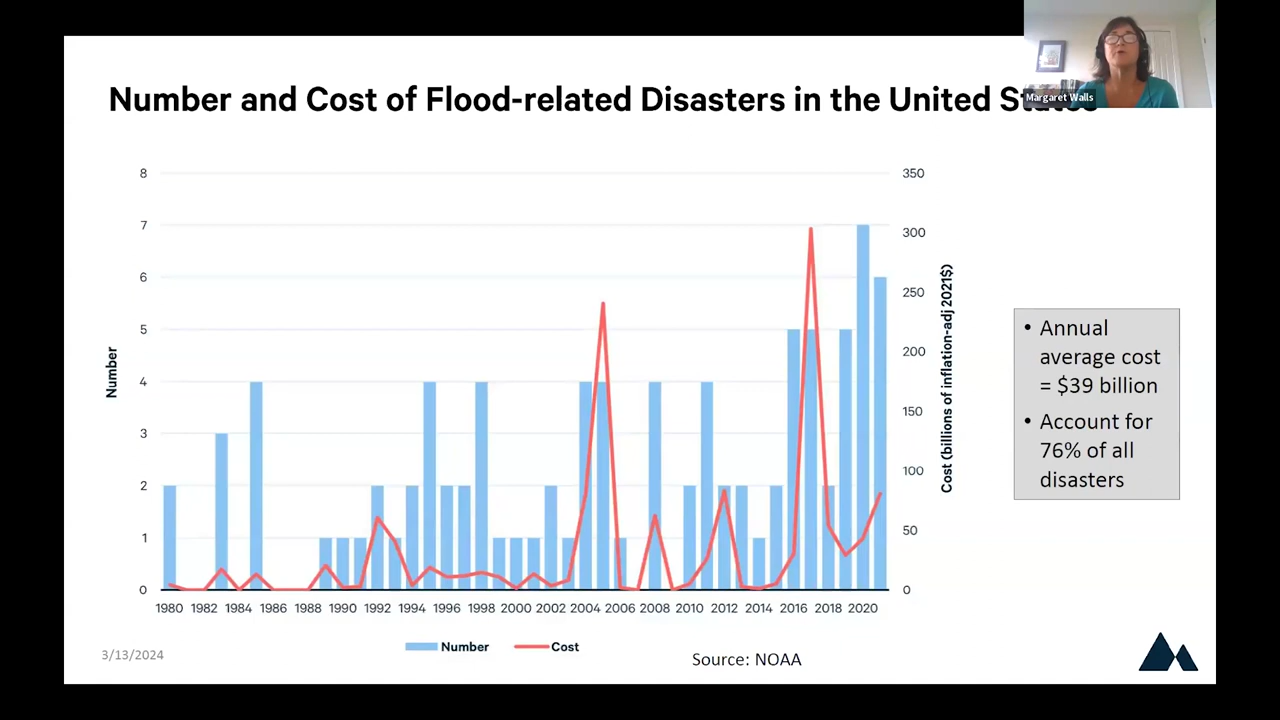 Number and Cost of Flood-related Disasters in the United States
Margaret Walls
8
7
6
5
4
3
2
1
0
Number
350
300
250
200
150
100
50
0
Cost (billions of inflation-adj 2021$)
1980 1982 1984 1986 1988 1990 1992 1994 1996 1998 2000 2002 2004 2006 2008 2010 2012 2014 2016 2018 2020
Number Cost
• Annual
average cost
= $39 billion
• Account for
76% of all
disasters
3/13/2024
Source: NOAA